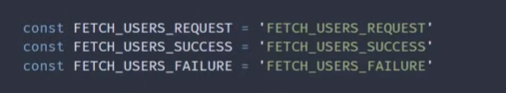 const FETCH_USERS_REQUEST = 'FETCH_USERS_REQUEST'
const FETCH_USERS_SUCCESS = 'FETCH_USERS_SUCCESS'
const FETCH_USERS_FAILURE = 'FETCH_USERS_FAILURE'